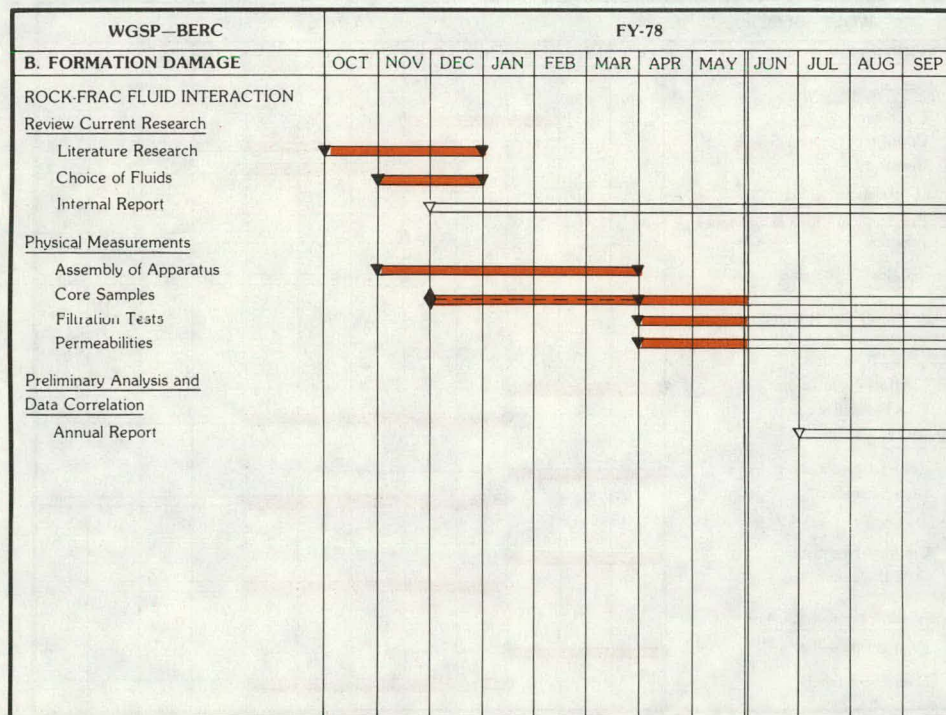 WGSP—BERC
FY-78
B. FORMATION DAMAGE
OCT NOV DEC JAN FEB MAR APR MAY JUN JUL AUG SEP
ROCK-FRAC FLUID INTERACTION
Review Current Research
Literature Research
Choice of Fluids
Internal Report
Physical Measurements
Assembly of Apparatus
Core Samples
Filtration Tests
Permeabilities
Preliminary Analysis and
Data Correlation
Annual Report